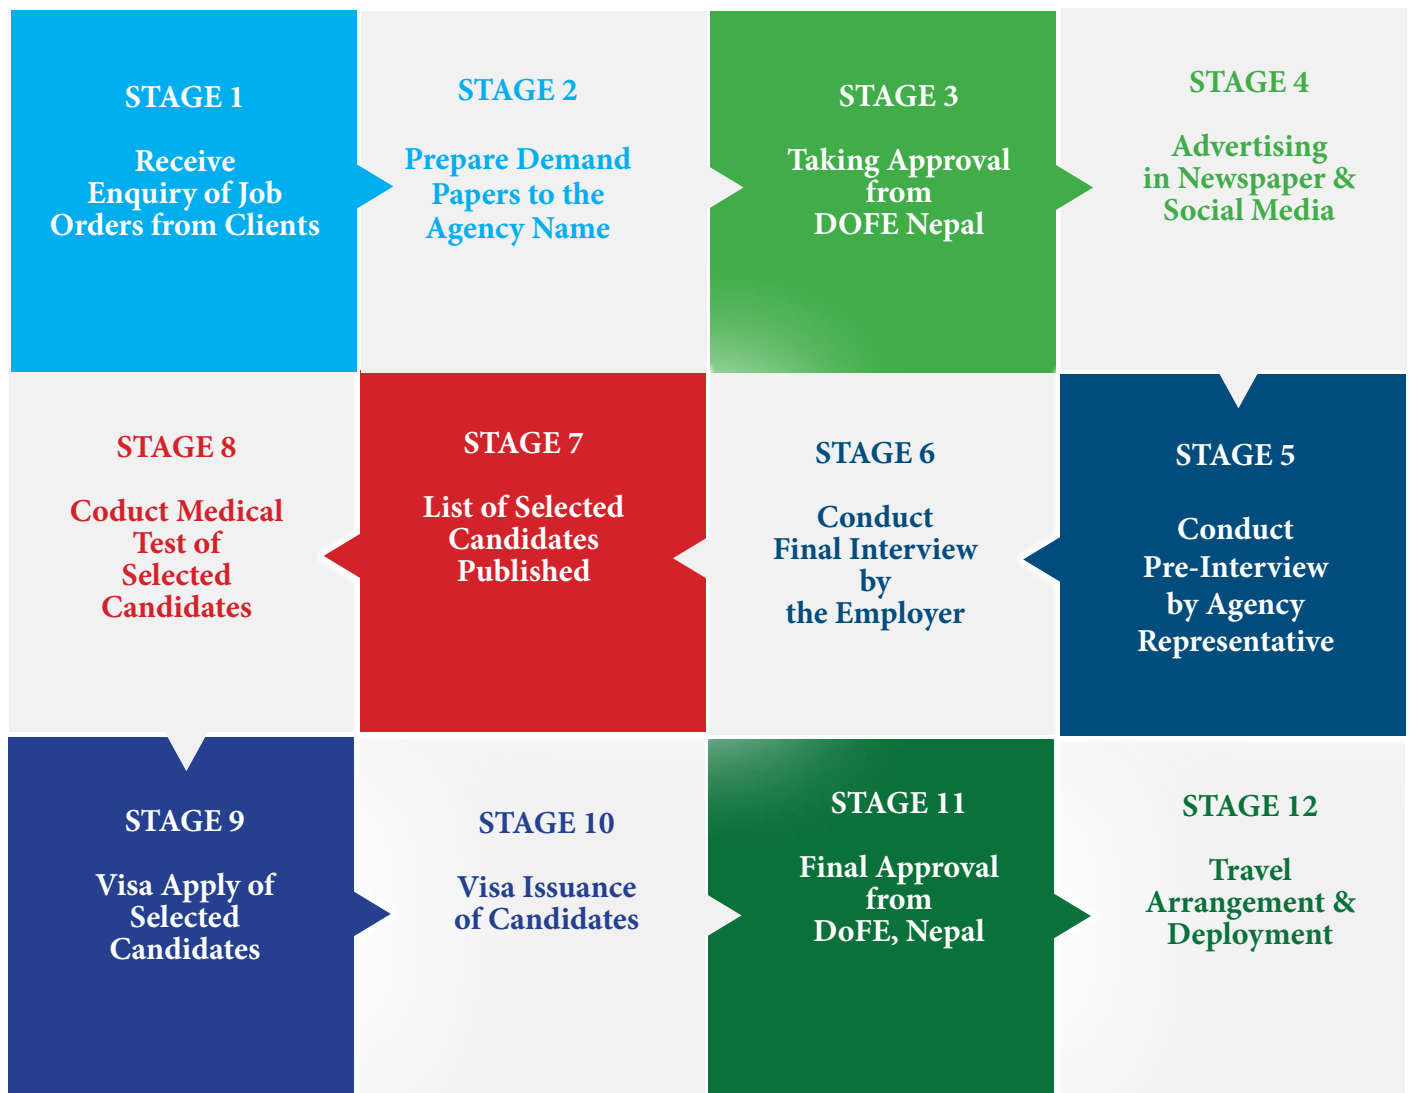 STAGE 1
Receive
Enquiry of Job
Orders from Clients
STAGE 2
Prepare Demand
Papers to the
Agency Name
STAGE 3
Taking Approval
from
DOFE Nepal
STAGE 4
Advertising
in Newspaper &
Social Media
STAGE 5
Conduct
Pre-Interview
by Agency
Representative
STAGE 6
Conduct
Final Interview
by
the Employer
STAGE 7
List of Selected
Candidates
Published
STAGE 8
Coduct Medical
Test of
Selected
Candidates
STAGE 9
Visa Apply of
Selected
Candidates
STAGE 10
Visa Issuance
of Candidates
STAGE 11
Final Approval
from
DoFE, Nepal
STAGE 12
Travel
Arrangement &
Deployment